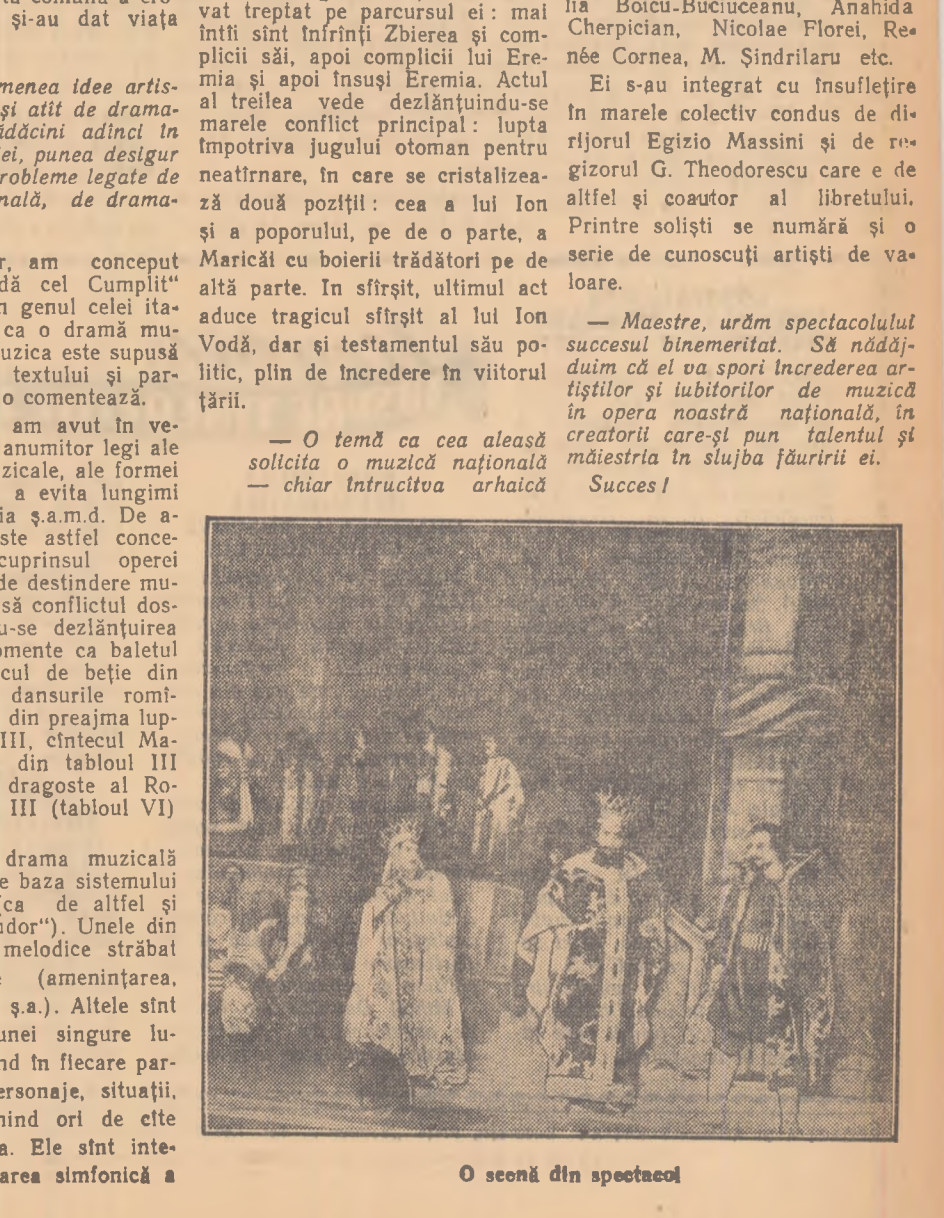 şi-au dat viaţa
menea idee artis-
şi atît de drama-
ădăcini adînci în
ei, punea desigur
robleme legate de
nală, de drama-
r, am conceput
dă cel Cumplit“
n genul celei ita-
ca o dramă mu-
uzica este supusă
textului şi par-
o comentează.
am avut în ve-
anumitor legi ale
zicale, ale formei
a evita lungimi
ia ş.a.m.d. De a-
ste astfel conce-
cuprinsul operei
de destindere mu-
să conflictul dos-
u-se dezlănţuirea
omente ca baletul
cul de beţie din
dansurile romî-
din preajma lup-
III, cîntecul Ma-
din tabloul III
dragoste al Ro-
III (tabloul VI)
drama muzicală
e baza sistemului
(ca de altfel şi
dor“). Unele din
melodice străbat
e (ameninţarea,
ş.a.). Altele sînt
unei singure lu-
nd în fiecare par-
ersonaje, situaţii,
nind ori de cîte
a. Ele sînt inte-
area simfonică a
vat treptat pe parcursul ei : mai
întîi sînt înfrînţi Zbierea şi com-
plicii săi, apoi complicii lui Ere-
mia şi apoi însuşi Eremia. Actul
al treilea vede dezlănţuindu-se
marele conflict principal : lupta
împotriva jugului otoman pentru
neatîrnare, în care se cristalizea-
ză două poziţii : cea a lui Ion
şi a poporului, pe de o parte, a
Maricăi cu boierii trădători pe de
altă parte. In sfîrşit, ultimul act
aduce tragicul sfîrşit al lui Ion
Vodă, dar şi testamentul său po-
litic, plin de încredere în viitorul
ţării.
— O temă ca cea aleasă
solicita o muzică naţională
— chiar întrucîtva arhaică
lia Boicu-Buciuceanu, Anahida
Cherpician, Nicolae Florei, Re-
née Cornea, M. Şindrilaru etc.
Ei s-au integrat cu însufleţire
în marele colectiv condus de di-
rijorul Egizio Massini şi de re-
gizorul G. Theodorescu care e de
altfel şi coautor al libretului.
Printre solişti se numără şi o
serie de cunoscuţi artişti de va-
loare.
— Maestre, urăm spectacolului
succesul binemeritat. Să nădăj-
duim că el va spori încrederea ar-
tiştilor şi iubitorilor de muzică
în opera noastră naţională, în
creatorii care-şi pun talentul şi
măiestria în slujba făuririi ei.
Succes !
O scenă din spectacol